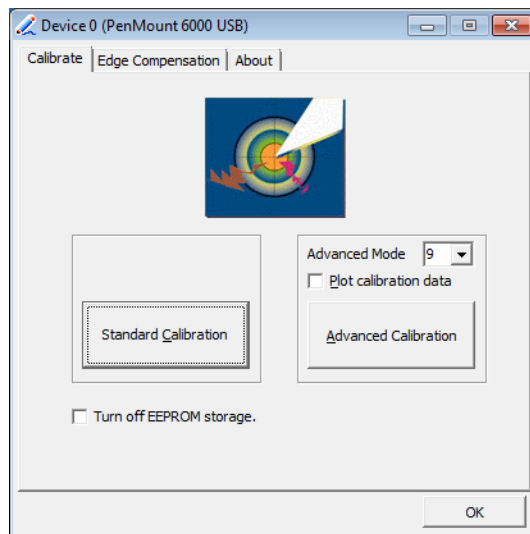 Device 0 (PenMount 6000 USB)
Calibrate
Edge Compensation
About
Advanced Mode 9
Plot calibration data
Standard Calibration
Advanced Calibration
Turn off EEPROM storage.
OK